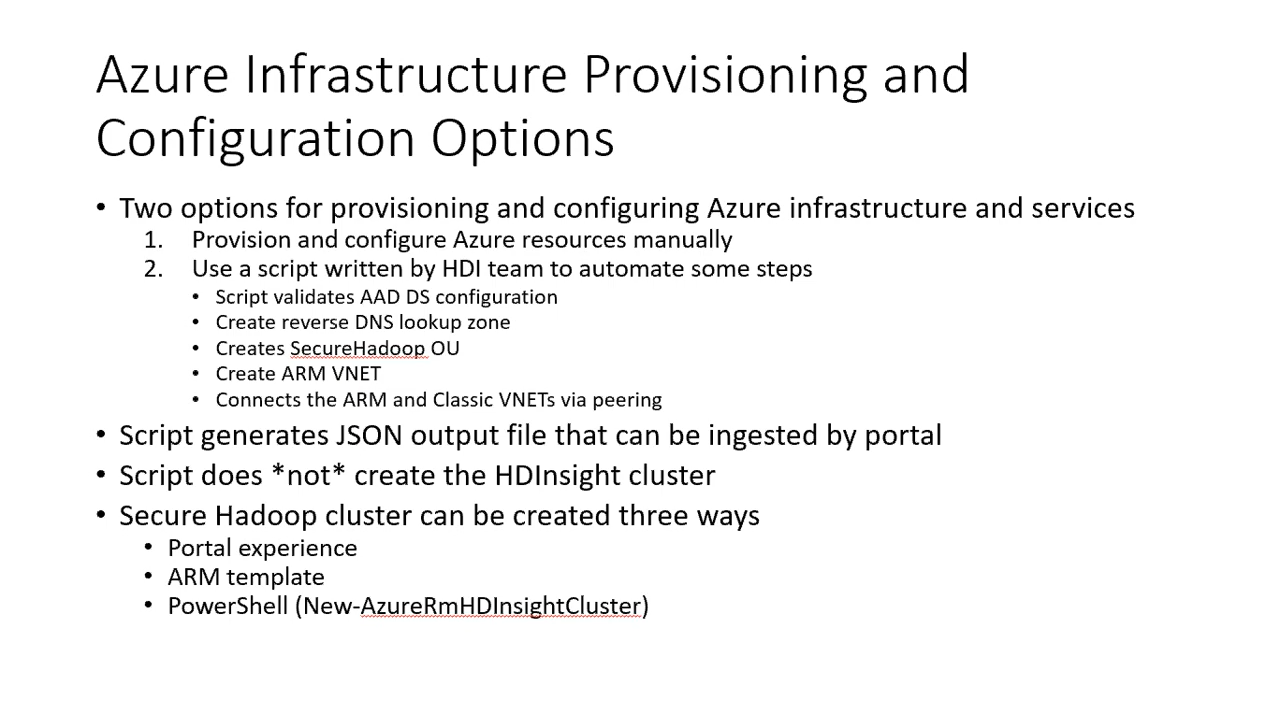 Azure Infrastructure Provisioning and
Configuration Options
• Two options for provisioning and configuring Azure infrastructure and services
1. Provision and configure Azure resources manually
2. Use a script written by HDI team to automate some steps
• Script validates AAD DS configuration
• Create reverse DNS lookup zone
• Creates SecureHadoop OU
• Create ARM VNET
• Connects the ARM and Classic VNETs via peering
• Script generates JSON output file that can be ingested by portal
• Script does *not* create the HDInsight cluster
• Secure Hadoop cluster can be created three ways
• Portal experience
• ARM template
• PowerShell (New-AzureRmHDInsightCluster)